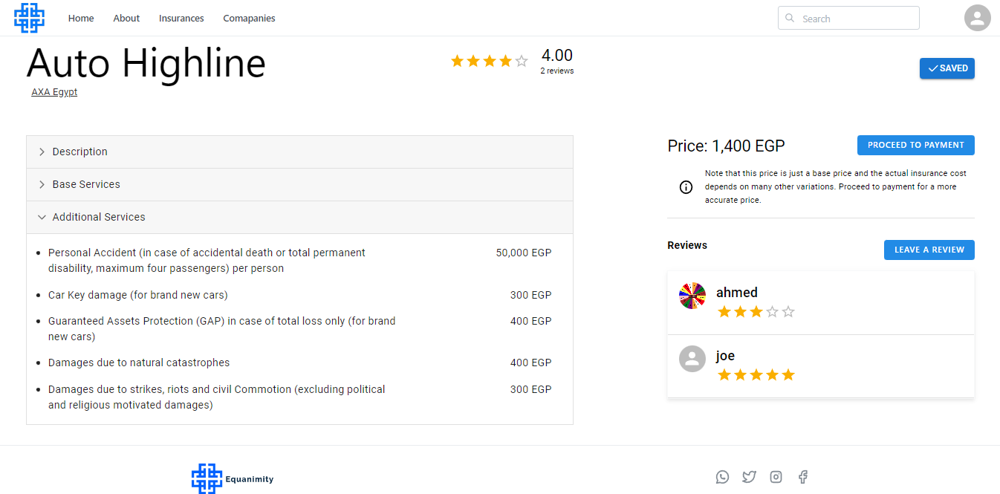 Home About Insurances Comapanies Search
Auto Highline
AXA Egypt
4.00
2 reviews
SAVED
Description
Base Services
Additional Services
Personal Accident (in case of accidental death or total permanent 50,000 EGP
disability, maximum four passengers) per person
Car Key damage (for brand new cars) 300 EGP
Guaranteed Assets Protection (GAP) in case of total loss only (for brand 400 EGP
new cars)
Damages due to natural catastrophes 400 EGP
Damages due to strikes, riots and civil Commotion (excluding political 300 EGP
and religious motivated damages)
Price: 1,400 EGP PROCEED TO PAYMENT
Note that this price is just a base price and the actual insurance cost
depends on many other variations. Proceed to payment for a more
accurate price.
Reviews LEAVE A REVIEW
ahmed
joe
Equanimity